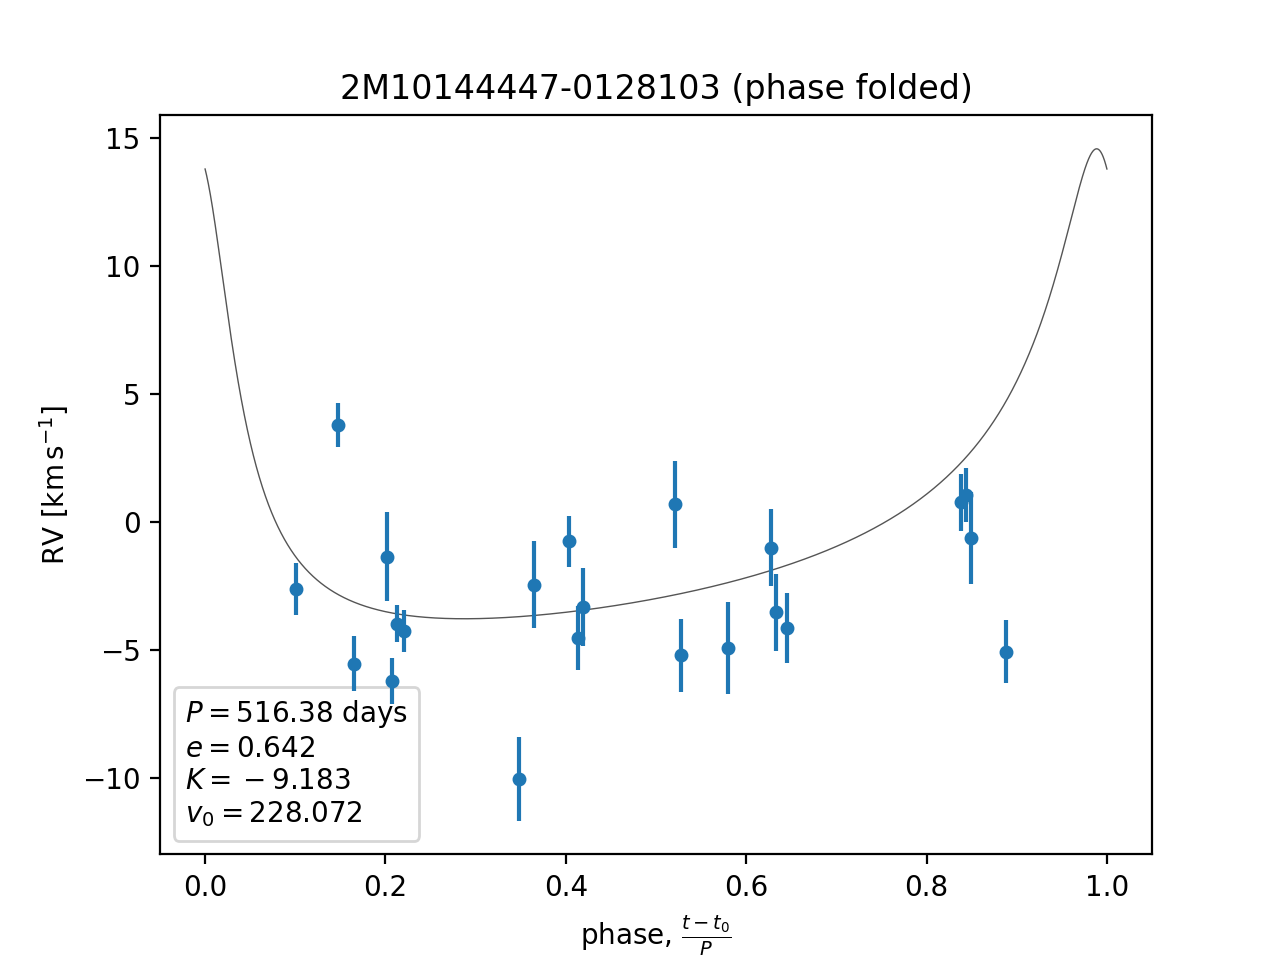 2M10144447-0128103 (phase folded)
RV [km s⁻¹]
15
10
5
0
−5
−10
P = 516.38 days
e = 0.642
K = −9.183
v₀ = 228.072
0.0 0.2 0.4 0.6 0.8 1.0
phase, (t − t₀)/P